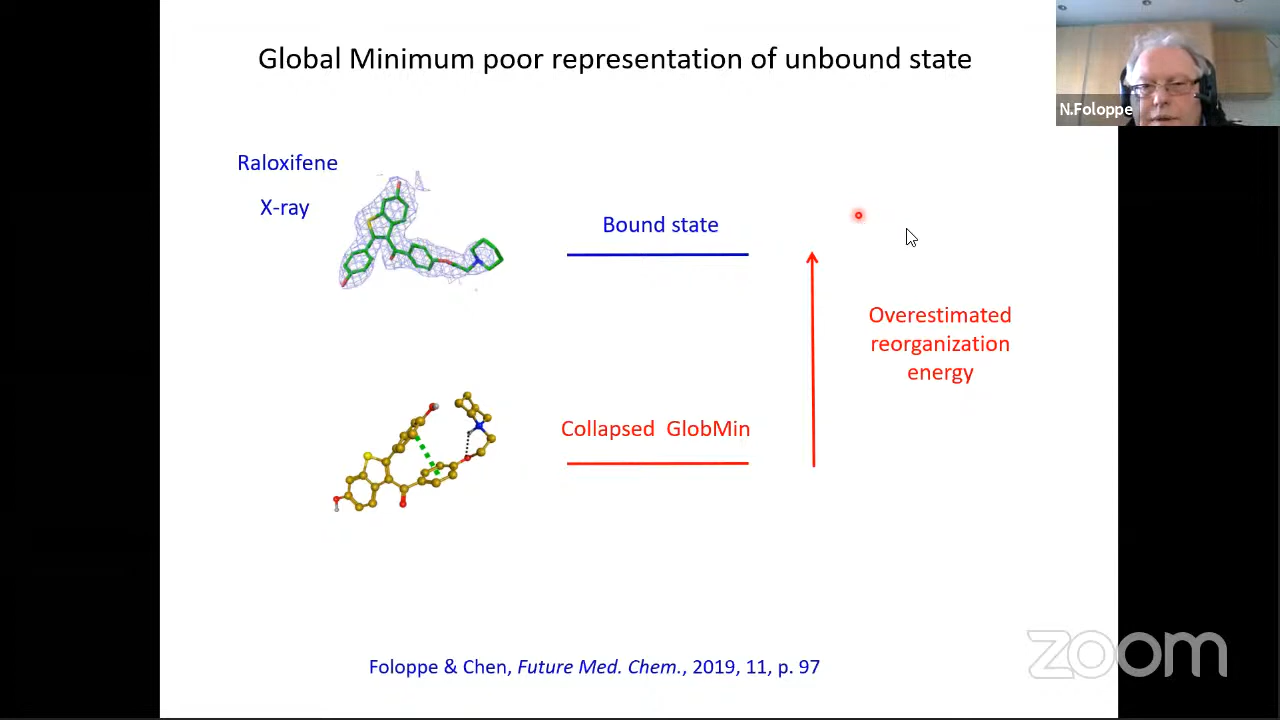 Global Minimum poor representation of unbound state
N.Foloppe
Raloxifene
X-ray
Bound state
Overestimated
reorganization
energy
Collapsed GlobMin
Foloppe & Chen, Future Med. Chem., 2019, 11, p. 97
zoom